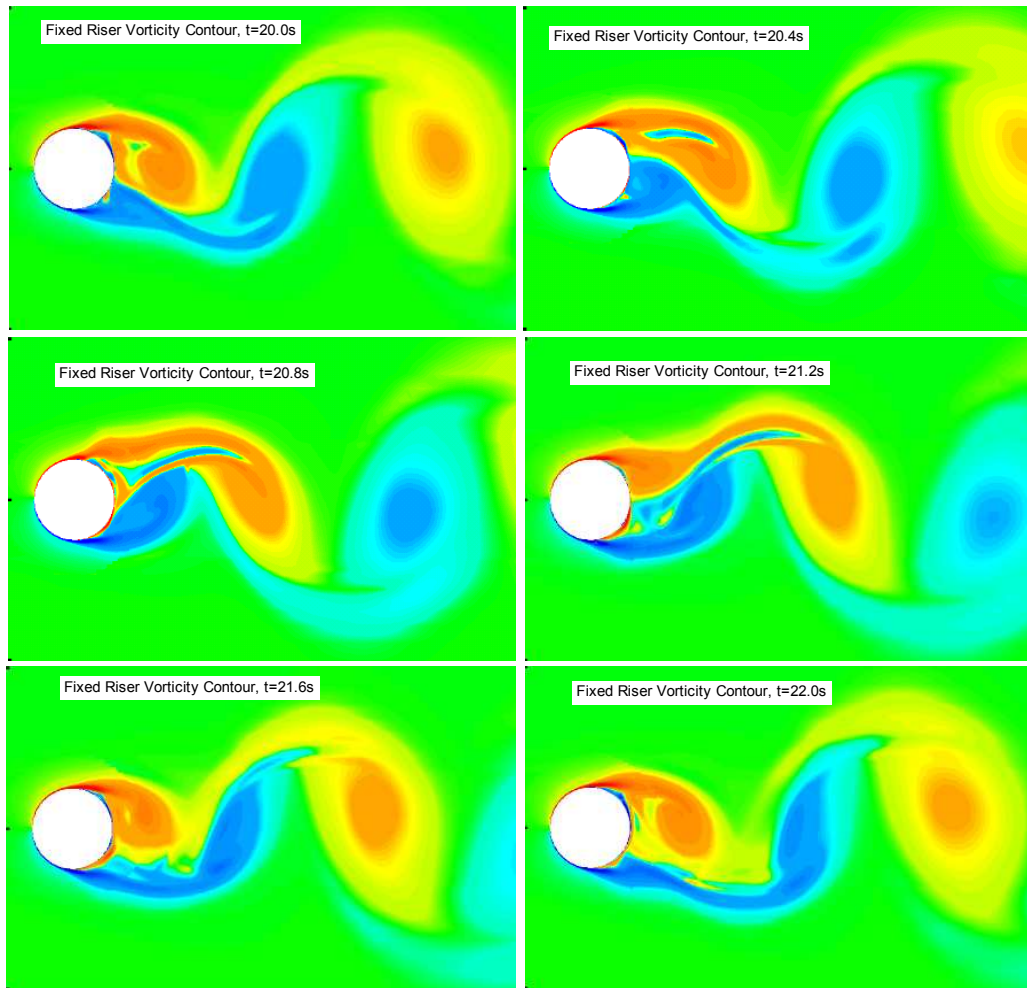 Fixed Riser Vorticity Contour, t=20.0s
Fixed Riser Vorticity Contour, t=20.4s
Fixed Riser Vorticity Contour, t=20.8s
Fixed Riser Vorticity Contour, t=21.2s
Fixed Riser Vorticity Contour, t=21.6s
Fixed Riser Vorticity Contour, t=22.0s